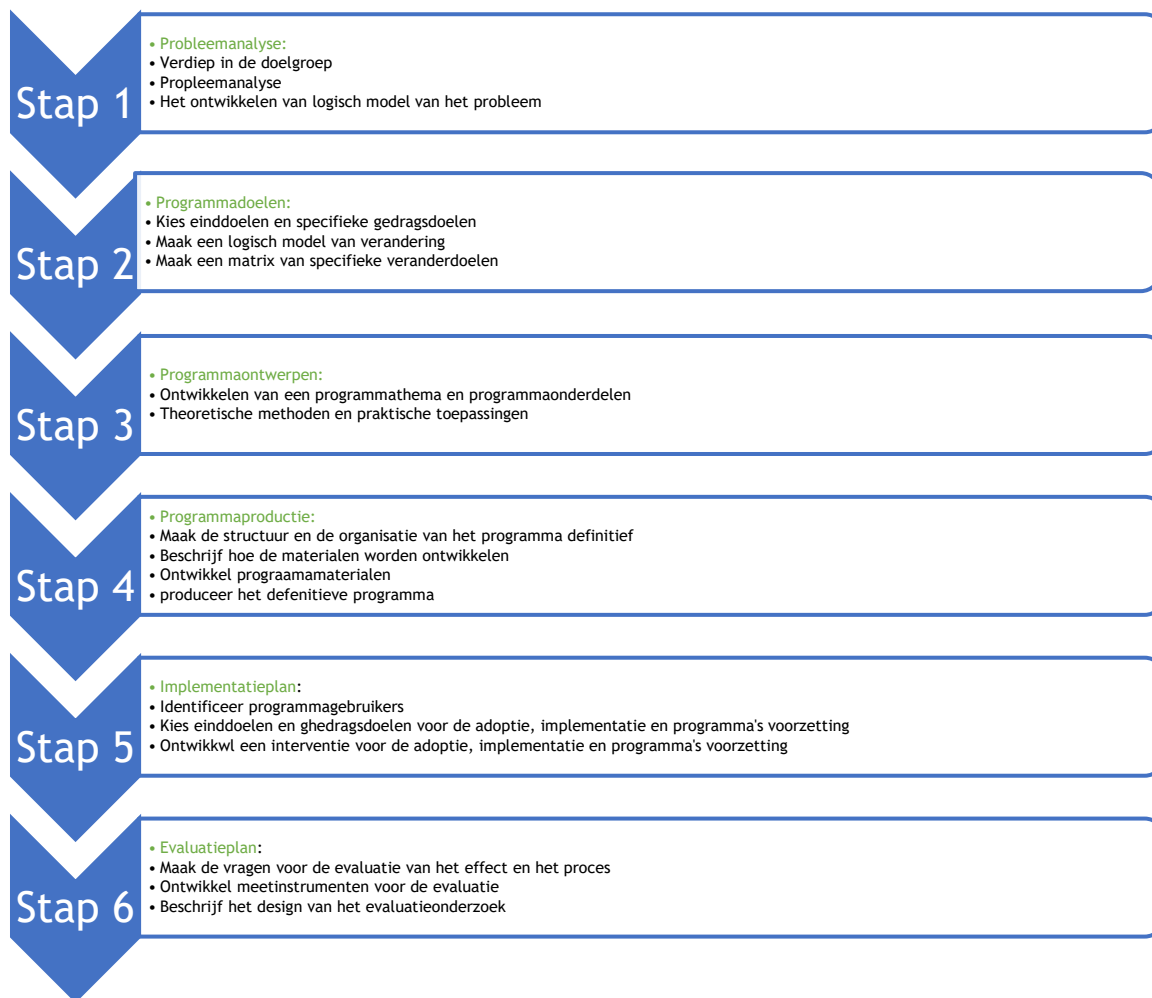 Stap 1
• Probleemanalyse:
• Verdiep in de doelgroep
• Propleemanalyse
• Het ontwikkelen van logisch model van het probleem
Stap 2
• Programmadoelen:
• Kies einddoelen en specifieke gedragsdoelen
• Maak een logisch model van verandering
• Maak een matrix van specifieke veranderdoelen
Stap 3
• Programmaontwerpen:
• Ontwikkelen van een programmathema en programmaonderdelen
• Theoretische methoden en praktische toepassingen
Stap 4
• Programmaproductie:
• Maak de structuur en de organisatie van het programma definitief
• Beschrijf hoe de materialen worden ontwikkelen
• Ontwikkel prograamamaterialen
• produceer het defenitieve programma
Stap 5
• Implementatieplan:
• Identificeer programmagebruikers
• Kies einddoelen en ghedragsdoelen voor de adoptie, implementatie en programma's voorzetting
• Ontwikkwl een interventie voor de adoptie, implementatie en programma's voorzetting
Stap 6
• Evaluatieplan:
• Maak de vragen voor de evaluatie van het effect en het proces
• Ontwikkel meetinstrumenten voor de evaluatie
• Beschrijf het design van het evaluatieonderzoek